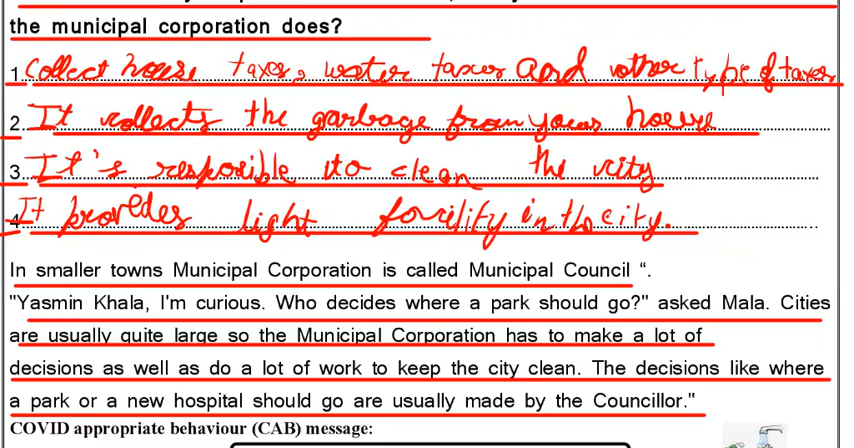 the municipal corporation does?
1. Collect house taxes, water taxes and other type of taxes
2. It collects the garbage from your house
3. It's resposible to clean the city
4. It provedes light facility in the city.
In smaller towns Municipal Corporation is called Municipal Council “.
"Yasmin Khala, I'm curious. Who decides where a park should go?" asked Mala. Cities
are usually quite large so the Municipal Corporation has to make a lot of
decisions as well as do a lot of work to keep the city clean. The decisions like where
a park or a new hospital should go are usually made by the Councillor."
COVID appropriate behaviour (CAB) message: